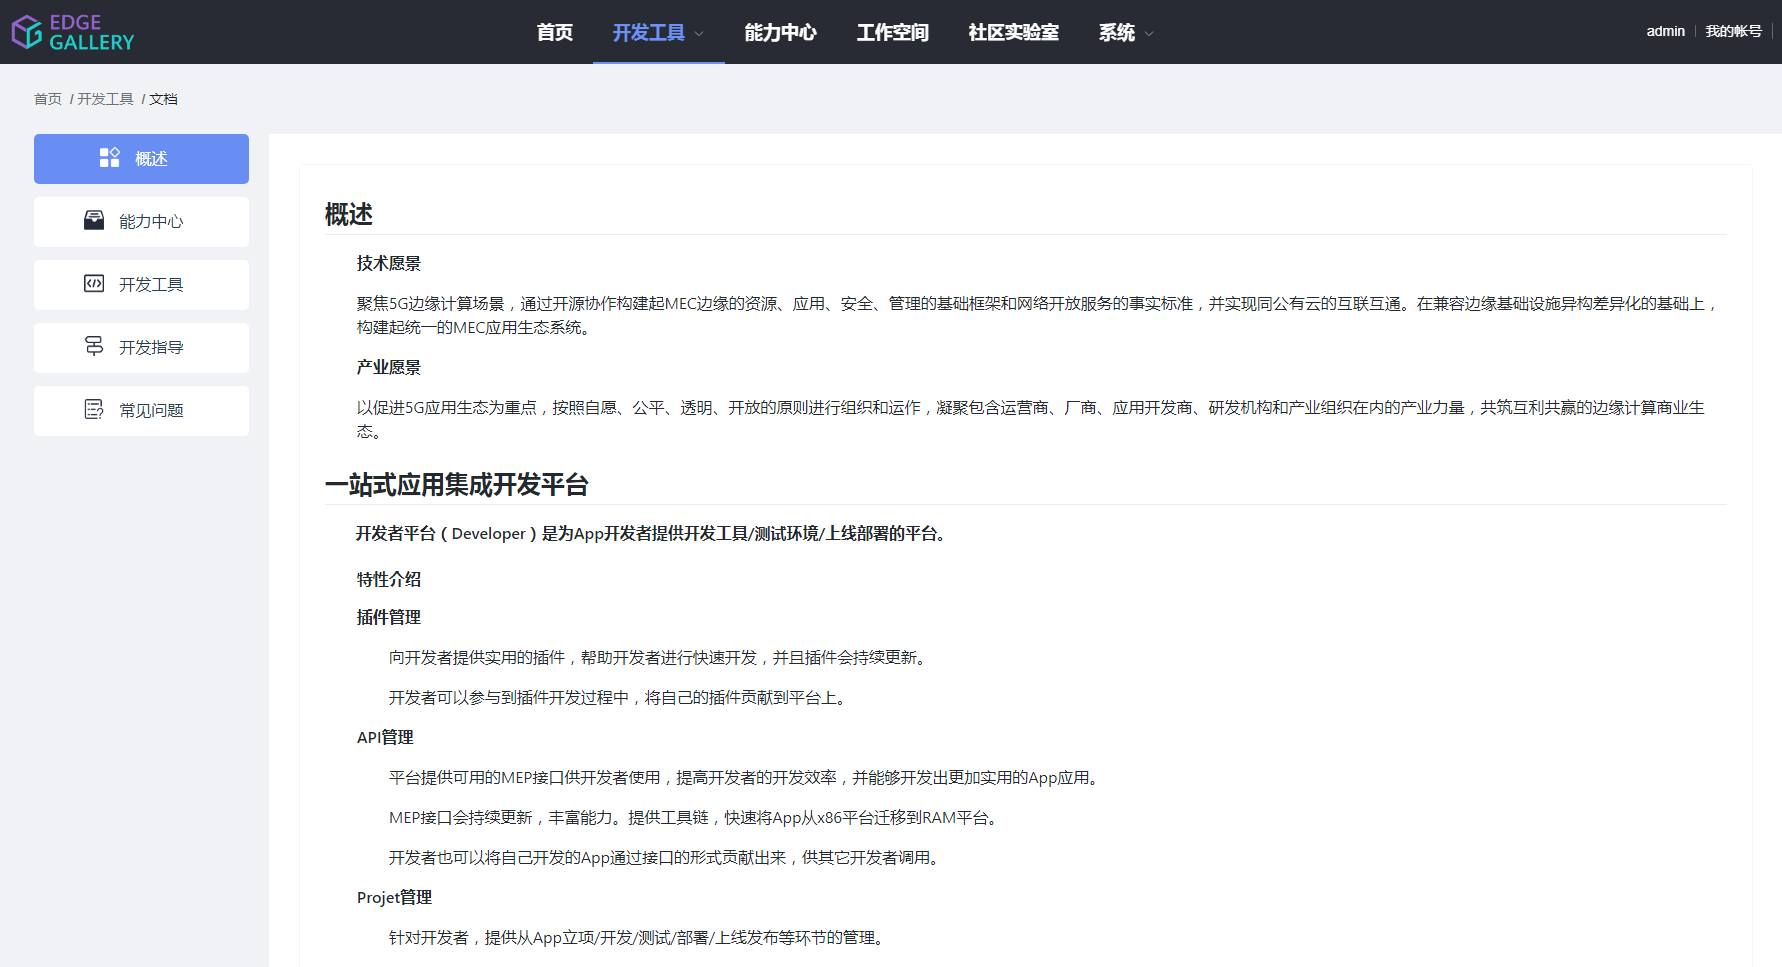 EDGE
GALLERY
首页
开发工具
能力中心
工作空间
社区实验室
系统
admin
我的帐号
首页 / 开发工具 / 文档
概述
能力中心
开发工具
开发指导
常见问题
概述
技术愿景
聚焦5G边缘计算场景，通过开源协作构建起MEC边缘的资源、应用、安全、管理的基础框架和网络开放服务的事实标准，并实现同公有云的互联互通。在兼容边缘基础设施异构差异化的基础上，
构建起统一的MEC应用生态系统。
产业愿景
以促进5G应用生态为重点，按照自愿、公平、透明、开放的原则进行组织和运作，凝聚包含运营商、厂商、应用开发商、研发机构和产业组织在内的产业力量，共筑互利共赢的边缘计算商业生
态。
一站式应用集成开发平台
开发者平台（Developer）是为App开发者提供开发工具/测试环境/上线部署的平台。
特性介绍
插件管理
向开发者提供实用的插件，帮助开发者进行快速开发，并且插件会持续更新。
开发者可以参与到插件开发过程中，将自己的插件贡献到平台上。
API管理
平台提供可用的MEP接口供开发者使用，提高开发者的开发效率，并能够开发出更加实用的App应用。
MEP接口会持续更新，丰富能力。提供工具链，快速将App从x86平台迁移到RAM平台。
开发者也可以将自己开发的App通过接口的形式贡献出来，供其它开发者调用。
Projet管理
针对开发者，提供从App立项/开发/测试/部署/上线发布等环节的管理。